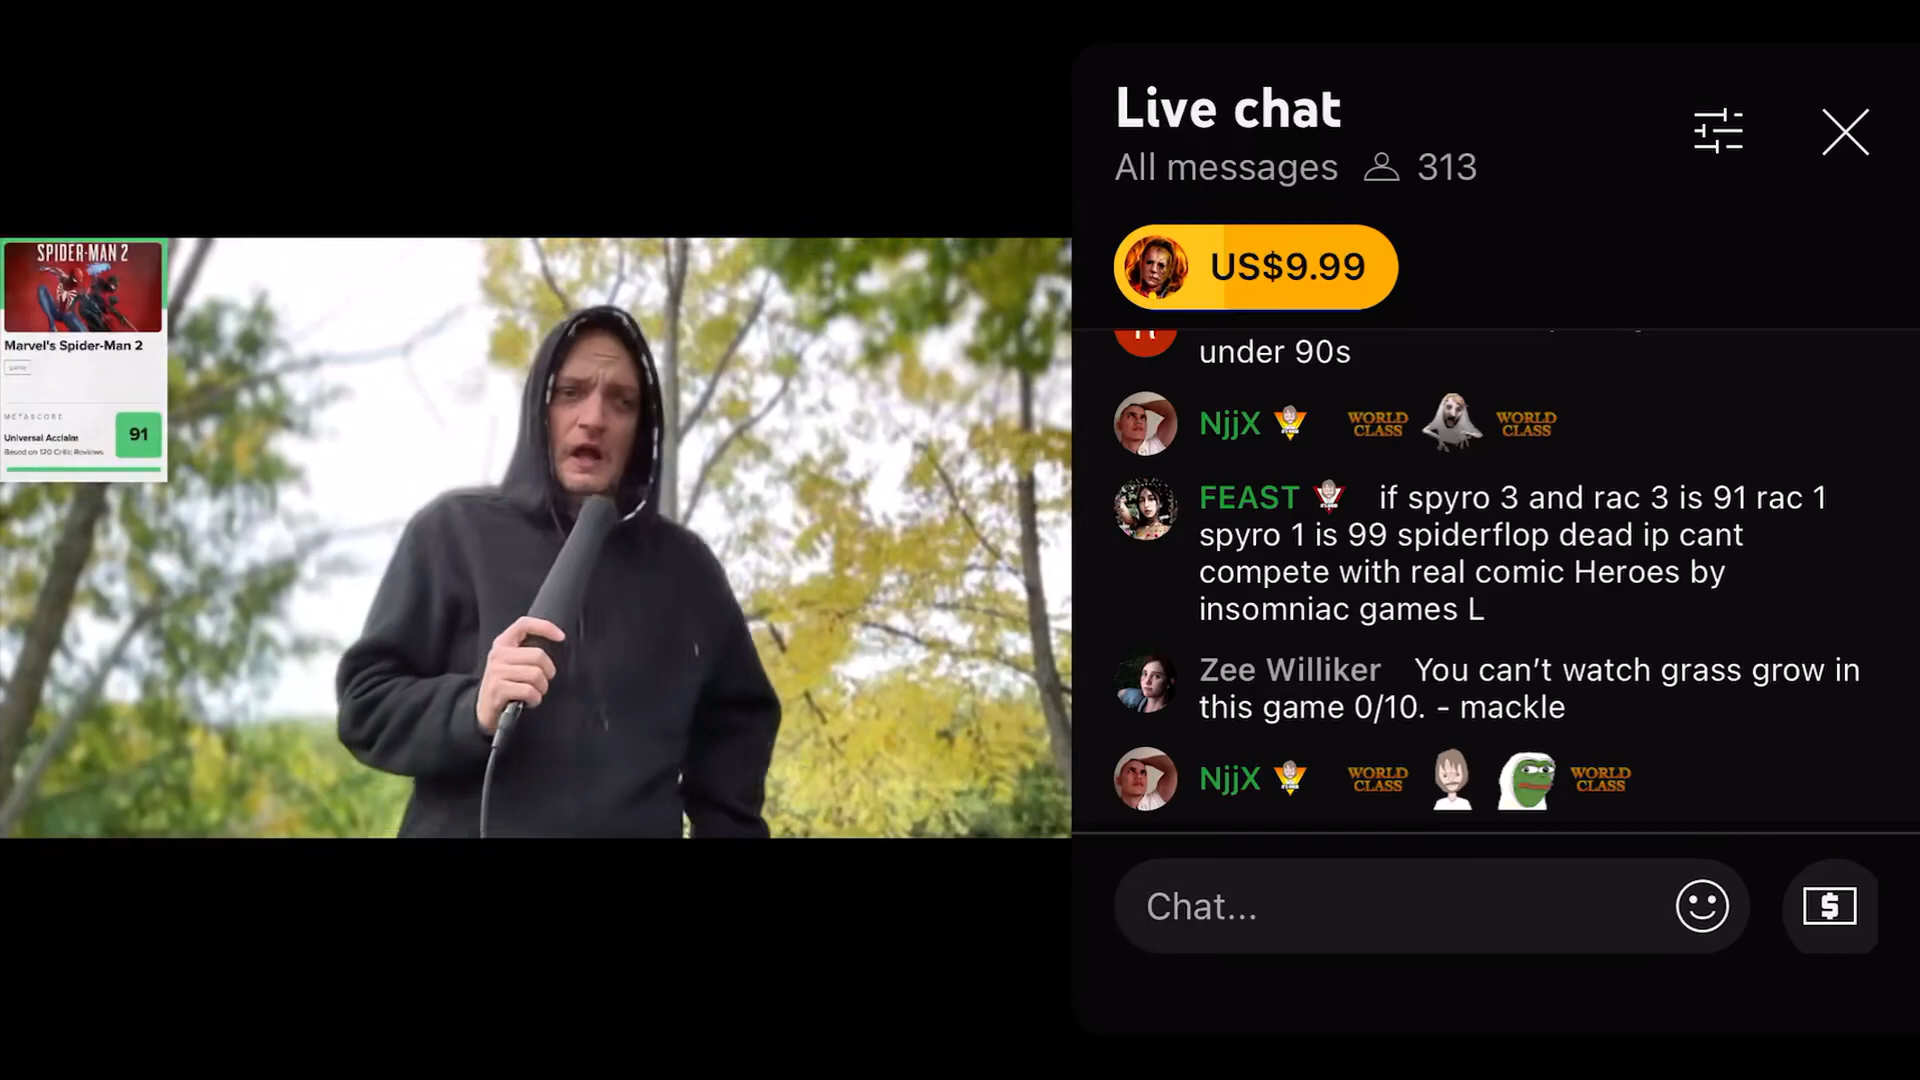 SPIDER-MAN 2
Marvel's Spider-Man 2
METASCORE
Universal Acclaim
Based on 120 Critic Reviews
91
Live chat
All messages 313
US$9.99
under 90s
NjjX WORLD CLASS WORLD CLASS
FEAST if spyro 3 and rac 3 is 91 rac 1
spyro 1 is 99 spiderflop dead ip cant
compete with real comic Heroes by
insomniac games L
Zee Williker You can’t watch grass grow in
this game 0/10. - mackle
NjjX WORLD CLASS WORLD CLASS
Chat...